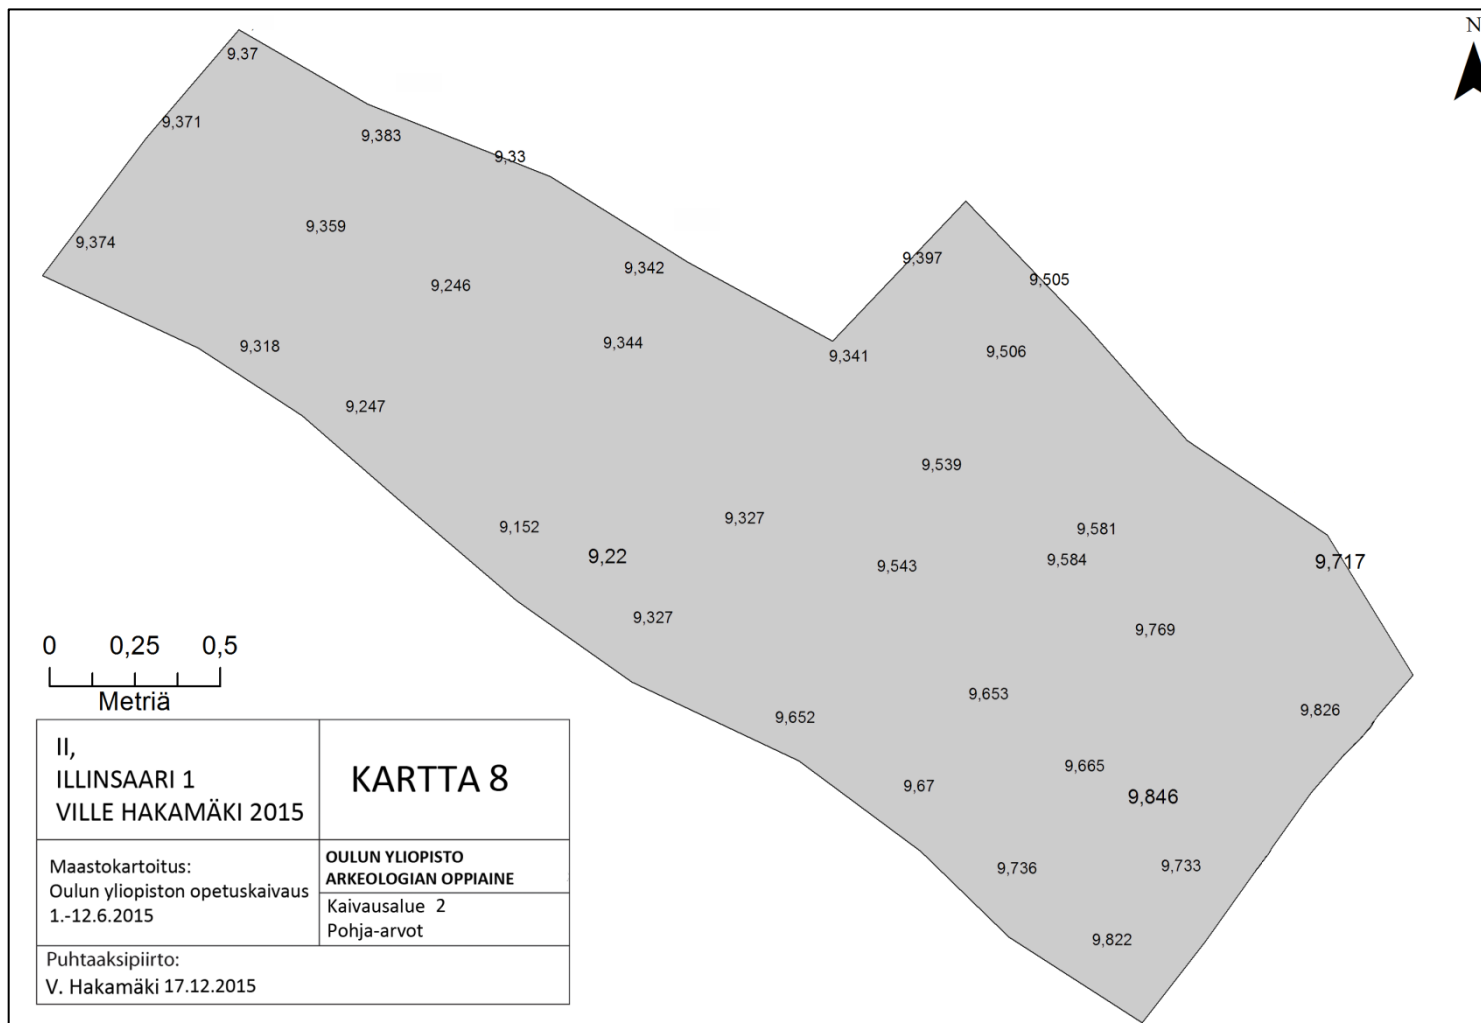 N
9,37
9,371
9,383
9,33
9,374
9,359
9,246
9,342
9,397
9,505
9,318
9,344
9,341
9,506
9,247
9,539
9,152
9,327
9,581
9,22
9,543
9,584
9,717
9,327
9,769
9,653
9,652
9,826
9,665
9,67
9,846
9,736
9,733
9,822
0 0,25 0,5
Metriä
II,
ILLINSAARI 1
VILLE HAKAMÄKI 2015
KARTTA 8
Maastokartoitus:
Oulun yliopiston opetuskaivaus
1.-12.6.2015
OULUN YLIOPISTO
ARKEOLOGIAN OPPIAINE
Kaivausalue 2
Pohja-arvot
Puhtaaksipiirto:
V. Hakamäki 17.12.2015